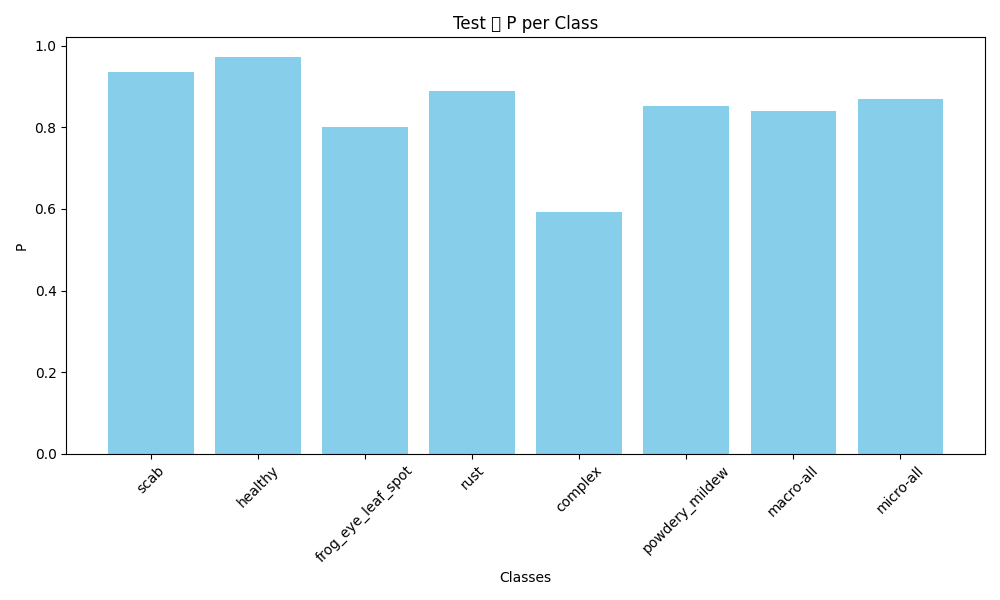 Test P per Class
1.0
0.8
0.6
0.4
0.2
0.0
P
scab
healthy
frog_eye_leaf_spot
rust
complex
powdery_mildew
macro-all
micro-all
Classes